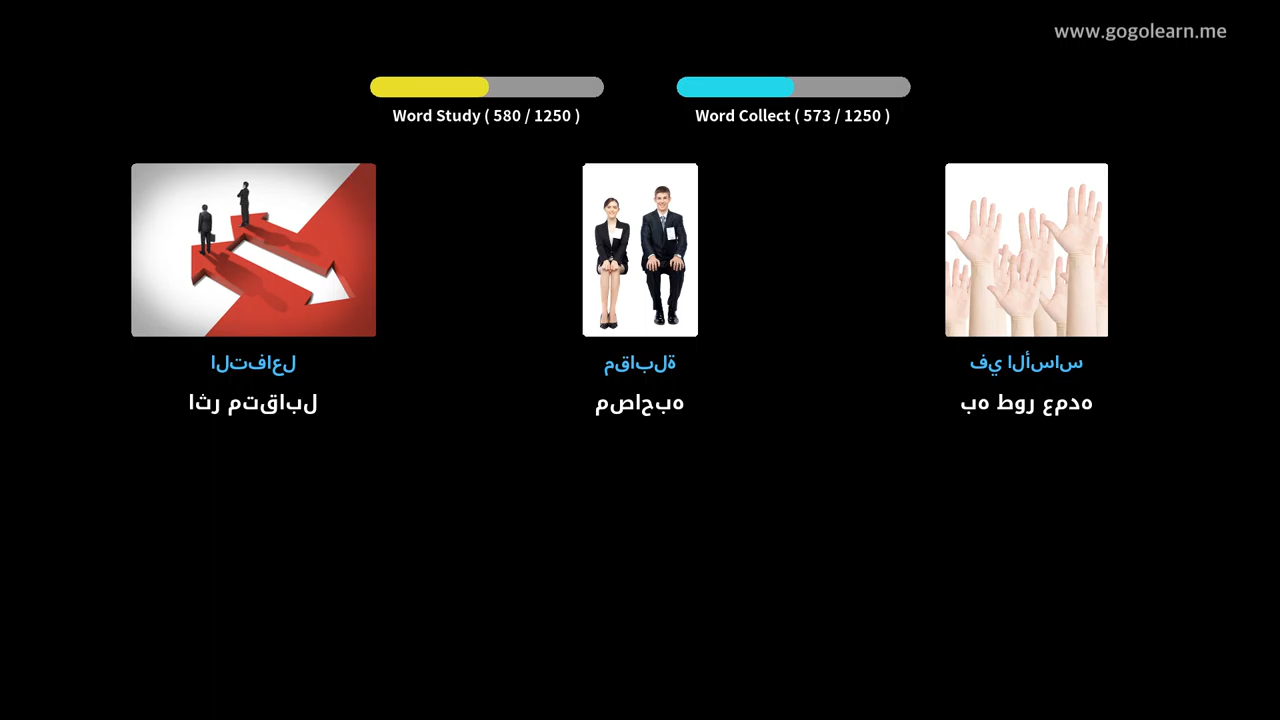 www.gogolearn.me
Word Study ( 580 / 1250 )
Word Collect ( 573 / 1250 )
التفاعل
مقابلة
في الأساس
اثر متقابل
مصاحبه
به طور عمده